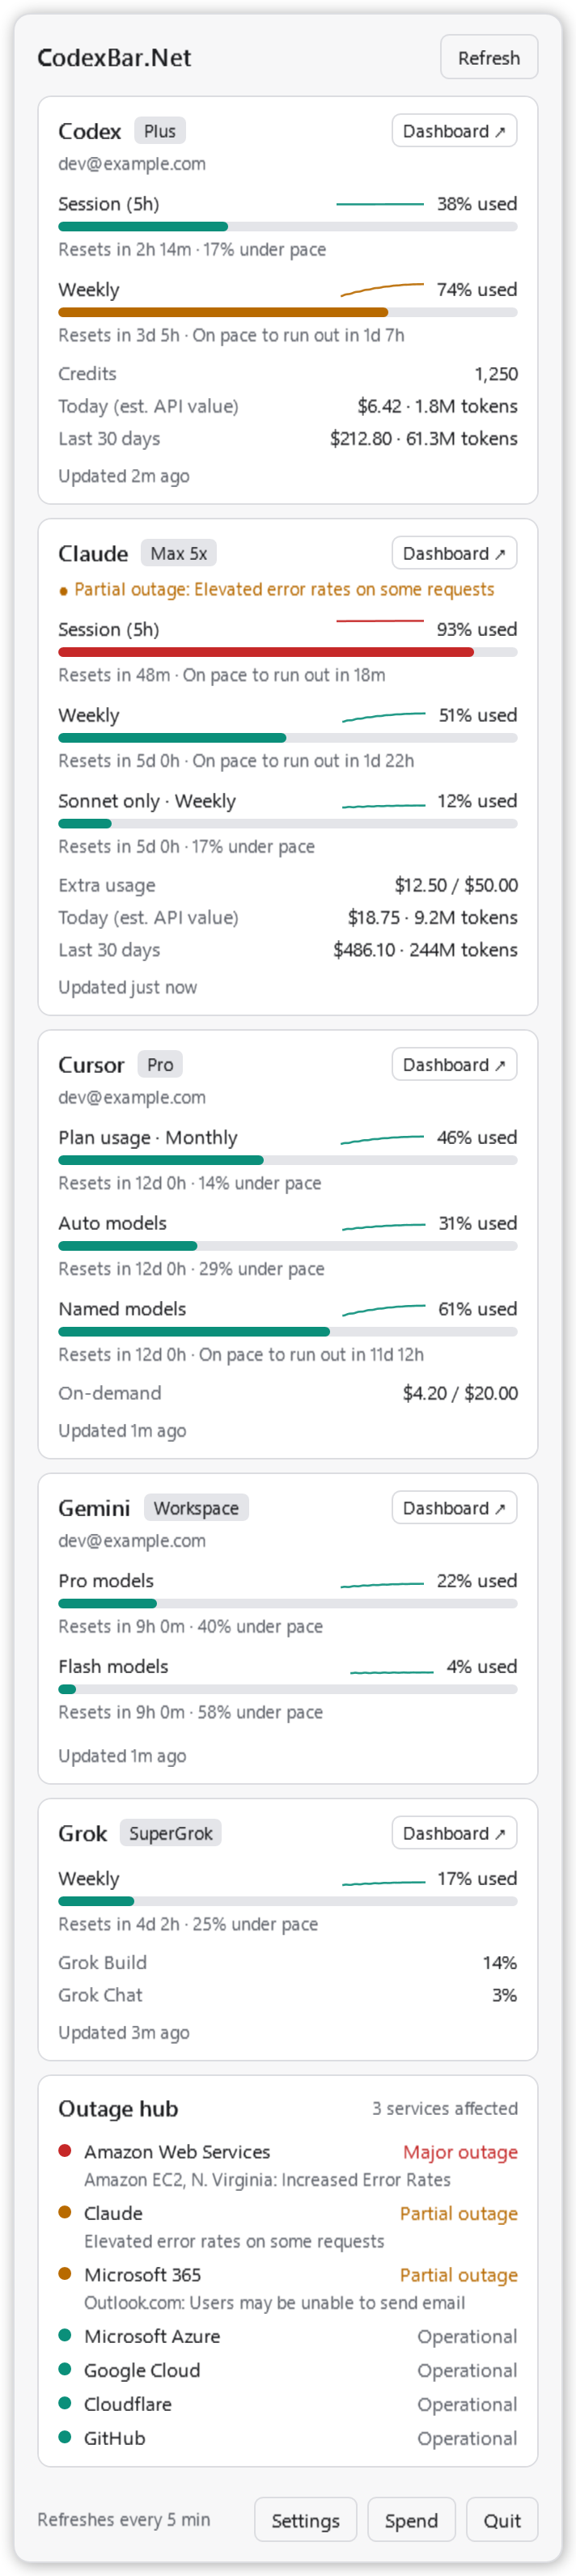 CodexBar.Net Refresh
Codex Plus Dashboard ↗
dev@example.com
Session (5h) 38% used
Resets in 2h 14m · 17% under pace
Weekly 74% used
Resets in 3d 5h · On pace to run out in 1d 7h
Credits 1,250
Today (est. API value) $6.42 · 1.8M tokens
Last 30 days $212.80 · 61.3M tokens
Updated 2m ago
Claude Max 5x Dashboard ↗
● Partial outage: Elevated error rates on some requests
Session (5h) 93% used
Resets in 48m · On pace to run out in 18m
Weekly 51% used
Resets in 5d 0h · On pace to run out in 1d 22h
Sonnet only · Weekly 12% used
Resets in 5d 0h · 17% under pace
Extra usage $12.50 / $50.00
Today (est. API value) $18.75 · 9.2M tokens
Last 30 days $486.10 · 244M tokens
Updated just now
Cursor Pro Dashboard ↗
dev@example.com
Plan usage · Monthly 46% used
Resets in 12d 0h · 14% under pace
Auto models 31% used
Resets in 12d 0h · 29% under pace
Named models 61% used
Resets in 12d 0h · On pace to run out in 11d 12h
On-demand $4.20 / $20.00
Updated 1m ago
Gemini Workspace Dashboard ↗
dev@example.com
Pro models 22% used
Resets in 9h 0m · 40% under pace
Flash models 4% used
Resets in 9h 0m · 58% under pace
Updated 1m ago
Grok SuperGrok Dashboard ↗
Weekly 17% used
Resets in 4d 2h · 25% under pace
Grok Build 14%
Grok Chat 3%
Updated 3m ago
Outage hub 3 services affected
Amazon Web Services Major outage
Amazon EC2, N. Virginia: Increased Error Rates
Claude Partial outage
Elevated error rates on some requests
Microsoft 365 Partial outage
Outlook.com: Users may be unable to send email
Microsoft Azure Operational
Google Cloud Operational
Cloudflare Operational
GitHub Operational
Refreshes every 5 min Settings Spend Quit